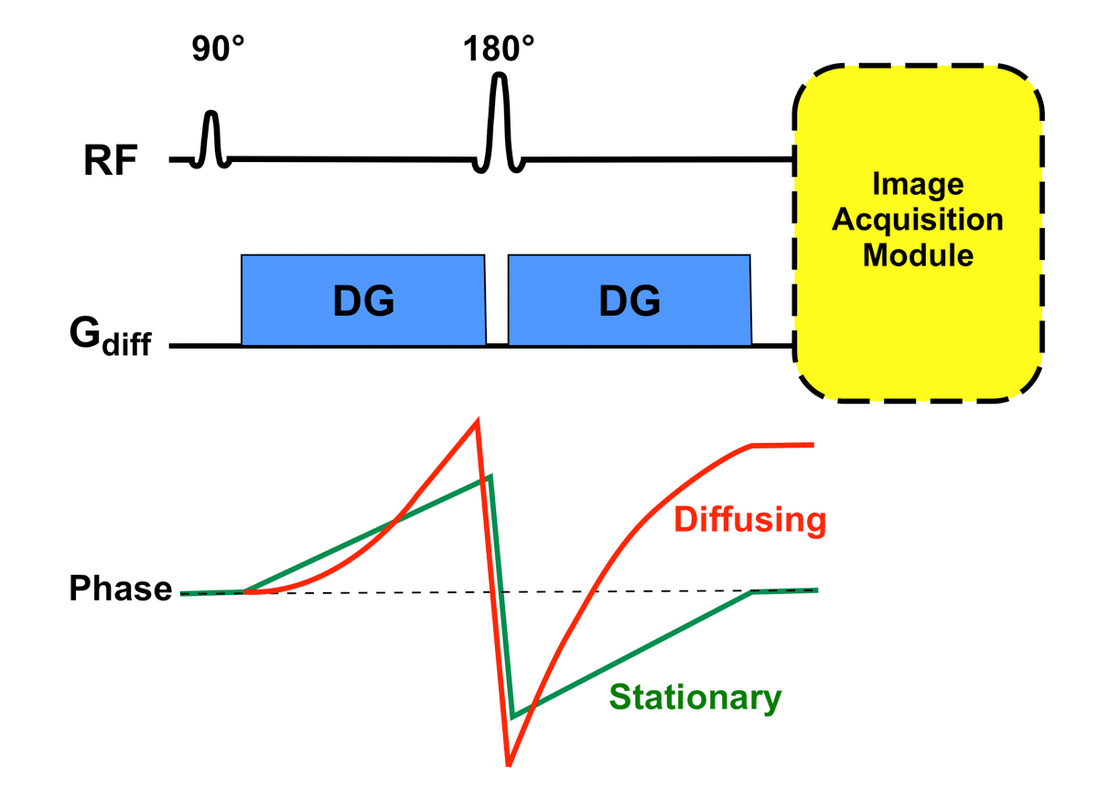 90°
180°
RF
Image
Acquisition
Module
DG
DG
Gdiff
Diffusing
Phase
Stationary